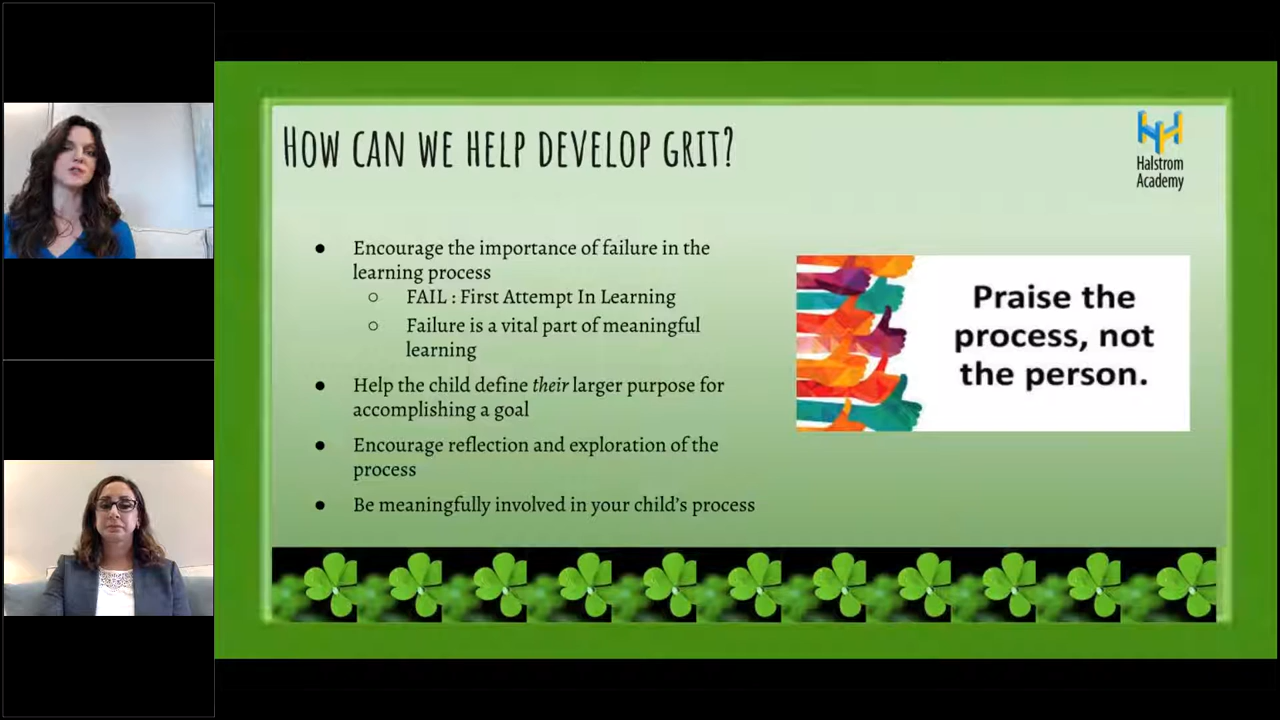 How can we help develop grit?
Halstrom
Academy
● Encourage the importance of failure in the
learning process
○ FAIL : First Attempt In Learning
○ Failure is a vital part of meaningful
learning
● Help the child define their larger purpose for
accomplishing a goal
● Encourage reflection and exploration of the
process
● Be meaningfully involved in your child's process
Praise the
process, not
the person.